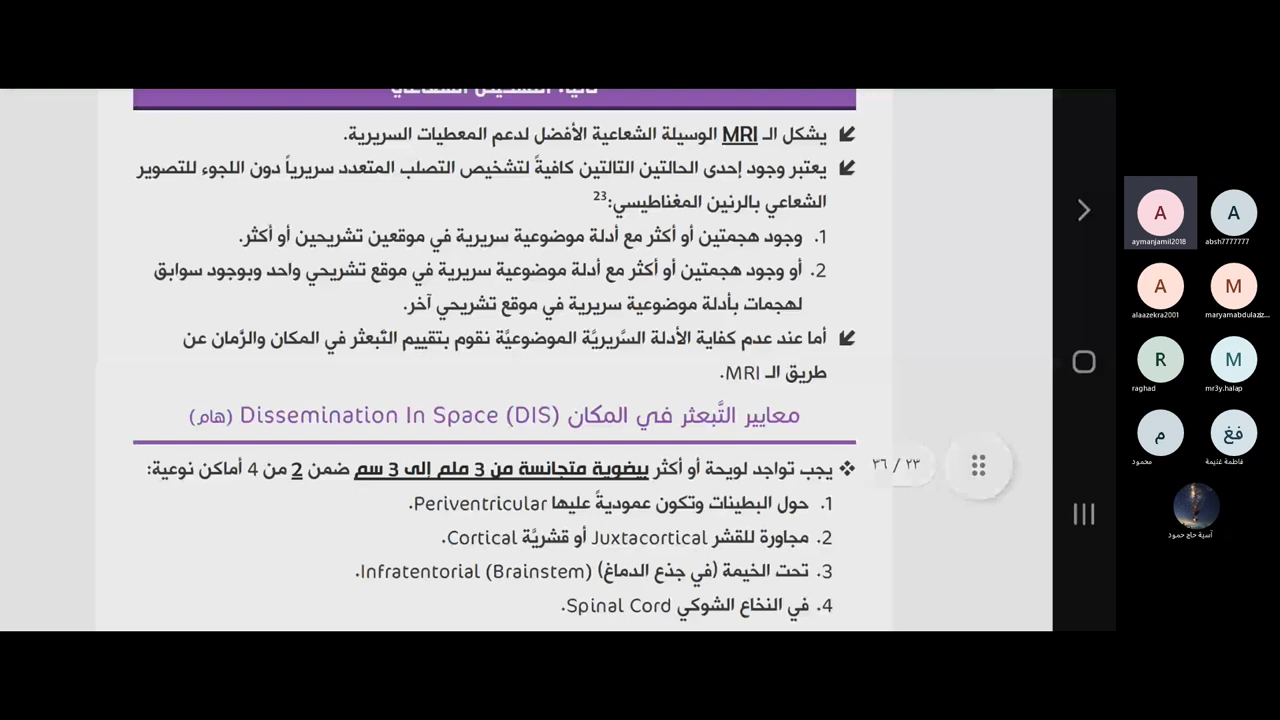 يشكل الـ MRI الوسيلة الشعاعية الأفضل لدعم المعطيات السريرية.
يعتبر وجود إحدى الحالتين التالتين كافيةً لتشخيص التصلب المتعدد سريرياً دون اللجوء للتصوير
الشعاعي بالرنين المغناطيسي:23
1. وجود هجمتين أو أكثر مع أدلة موضوعية سريرية في موقعين تشريحين أو أكثر.
2. أو وجود هجمتين أو أكثر مع أدلة موضوعية سريرية في موقع تشريحي واحد وبوجود سوابق
لهجمات بأدلة موضوعية سريرية في موقع تشريحي آخر.
أما عند عدم كفاية الأدلة السَّريريَّة الموضوعيَّة نقوم بتقييم التَّبعثر في المكان والزَّمان عن
طريق الـ MRI.
معايير التَّبعثر في المكان Dissemination In Space (DIS) (هام)
❖ يجب تواجد لويحة أو أكثر بيضوية متجانسة من 3 ملم إلى 3 سم ضمن 2 من 4 أماكن نوعية:
1. حول البطينات وتكون عموديةً عليها Periventricular.
2. مجاورة للقشر Juxtacortical أو قشريَّة Cortical.
3. تحت الخيمة (في جذع الدماغ) Infratentorial (Brainstem).
4. في النخاع الشوكي Spinal Cord.
٢٣ / ٣٦
A
aymanjamil2018
A
absh7777777
A
alaazekra2001
M
maryamabdulaziz...
R
raghad
M
mr3y.halap
م
محمود
فغ
فاطمة غنيمة
آسية حاج حمود